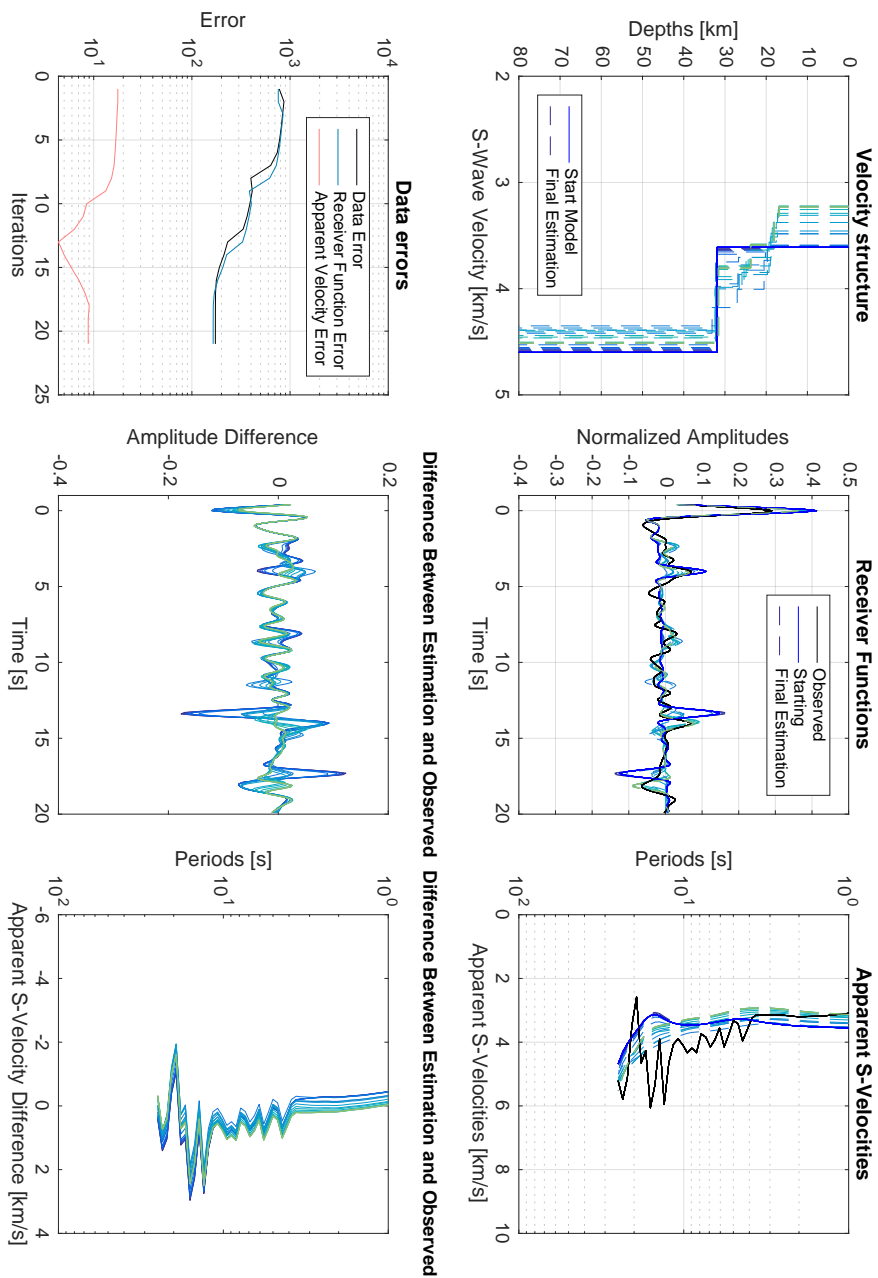 Velocity structure
Depths [km]
0
10
20
30
40
50
60
70
80
2
3
4
5
S-Wave Velocity [km/s]
Start Model
Final Estimation
Receiver Functions
Normalized Amplitudes
0.5
0.4
0.3
0.2
0.1
0
-0.1
-0.2
-0.3
-0.4
0
5
10
15
20
Time [s]
Observed
Starting
Final Estimation
Apparent S-Velocities
Periods [s]
10^0
10^1
10^2
0
2
4
6
8
10
Apparent S-Velocities [km/s]
Data errors
Error
10^4
10^3
10^2
10^1
0
5
10
15
20
25
Iterations
Data Error
Receiver Function Error
Apparent Velocity Error
Difference Between Estimation and Observed
Amplitude Difference
0.2
0
-0.2
-0.4
0
5
10
15
20
Time [s]
Difference Between Estimation and Observed
Periods [s]
10^0
10^1
10^2
-6
-4
-2
0
2
4
Apparent S-Velocity Difference [km/s]